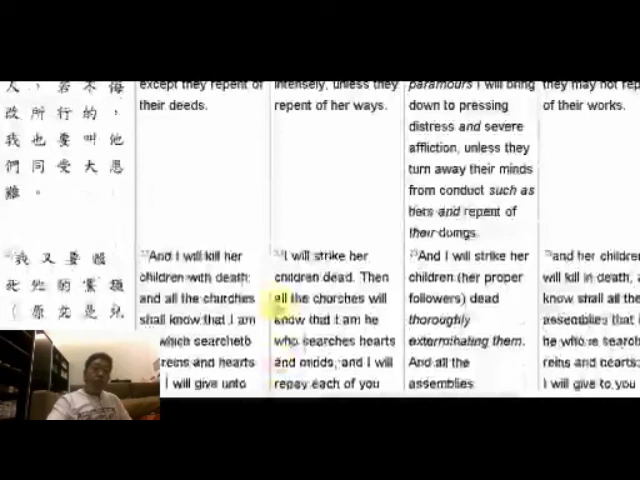 人，若不悔
改所行的，
我也要叫他
們同受大患
難。
我又要殺
死他的黨類
（原文是兒
except they repent of
their deeds.
And I will kill her
children with death;
and all the churches
shall know that I am
which searcheth
reins and hearts
I will give unto
intensely, unless they
repent of her ways.
I will strike her
children dead. Then
all the churches will
know that I am he
who searches hearts
and minds, and I will
repay each of you
paramours I will bring
down to pressing
distress and severe
affliction, unless they
turn away their minds
from conduct such as
hers and repent of
their doings.
And I will strike her
children (her proper
followers) dead
thoroughly
exterminating them.
And all the
assemblies
they may not rep
of their works.
and her children
will kill in death, a
know shall all the
assemblies that I
he who is search
reins and hearts;
I will give to you